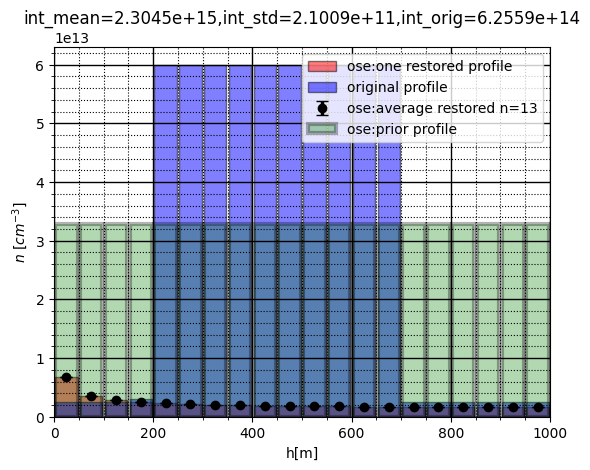 int_mean=2.3045e+15,int_std=2.1009e+11,int_orig=6.2559e+14
1e13
ose:one restored profile
original profile
ose:average restored n=13
ose:prior profile
6
5
4
3
2
1
0
n [cm⁻³]
0 200 400 600 800 1000
h[m]